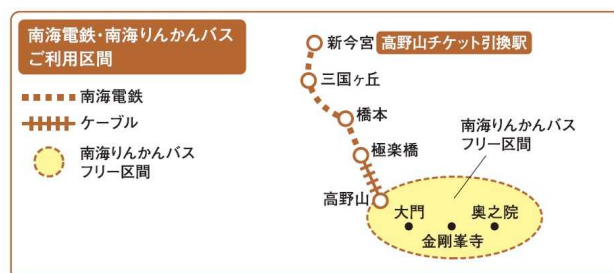 南海電鉄・南海りんかんバス
ご利用区間
南海電鉄
ケーブル
南海りんかんバス
フリー区間
新今宮 高野山チケット引換駅
三国ヶ丘
橋本
極楽橋
高野山
南海りんかんバス
フリー区間
大門
奥之院
金剛峯寺